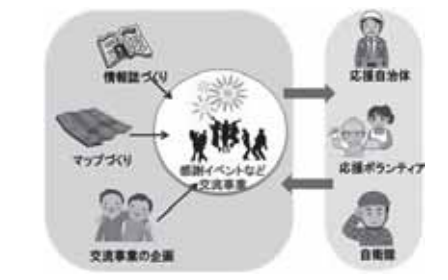 情報誌づくり
マップづくり
交流事業の企画
感謝イベントなど
交流事業
応援自治体
応援ボランティア
自衛隊